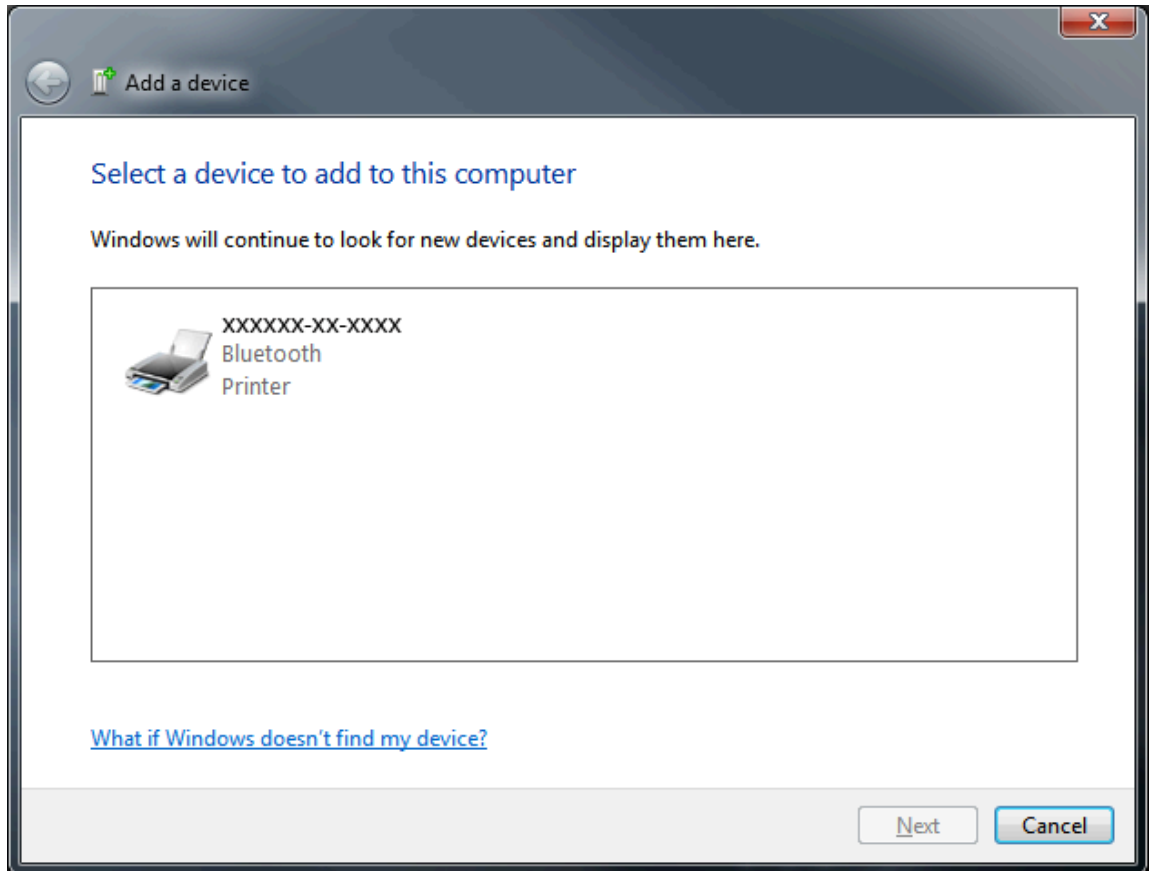 Add a device
Select a device to add to this computer
Windows will continue to look for new devices and display them here.
XXXXXX-XX-XXXX
Bluetooth
Printer
What if Windows doesn't find my device?
Next
Cancel